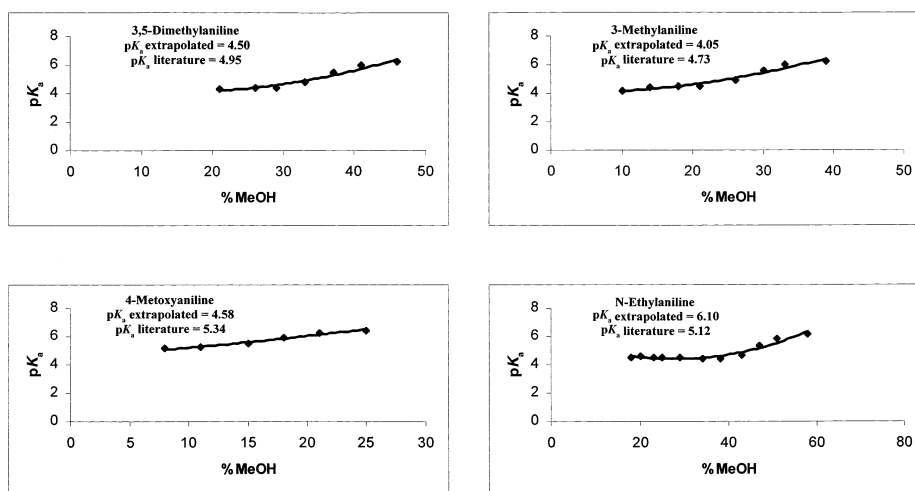 3,5-Dimethylaniline
pKa extrapolated = 4.50
pKa literature = 4.95
8
6
4
2
0
pKa
0 10 20 30 40 50
% MeOH
3-Methylaniline
pKa extrapolated = 4.05
pKa literature = 4.73
8
6
4
2
0
pKa
0 10 20 30 40 50
% MeOH
4-Metoxyaniline
pKa extrapolated = 4.58
pKa literature = 5.34
8
6
4
2
0
pKa
0 5 10 15 20 25 30
% MeOH
N-Ethylaniline
pKa extrapolated = 6.10
pKa literature = 5.12
8
6
4
2
0
pKa
0 20 40 60 80
% MeOH